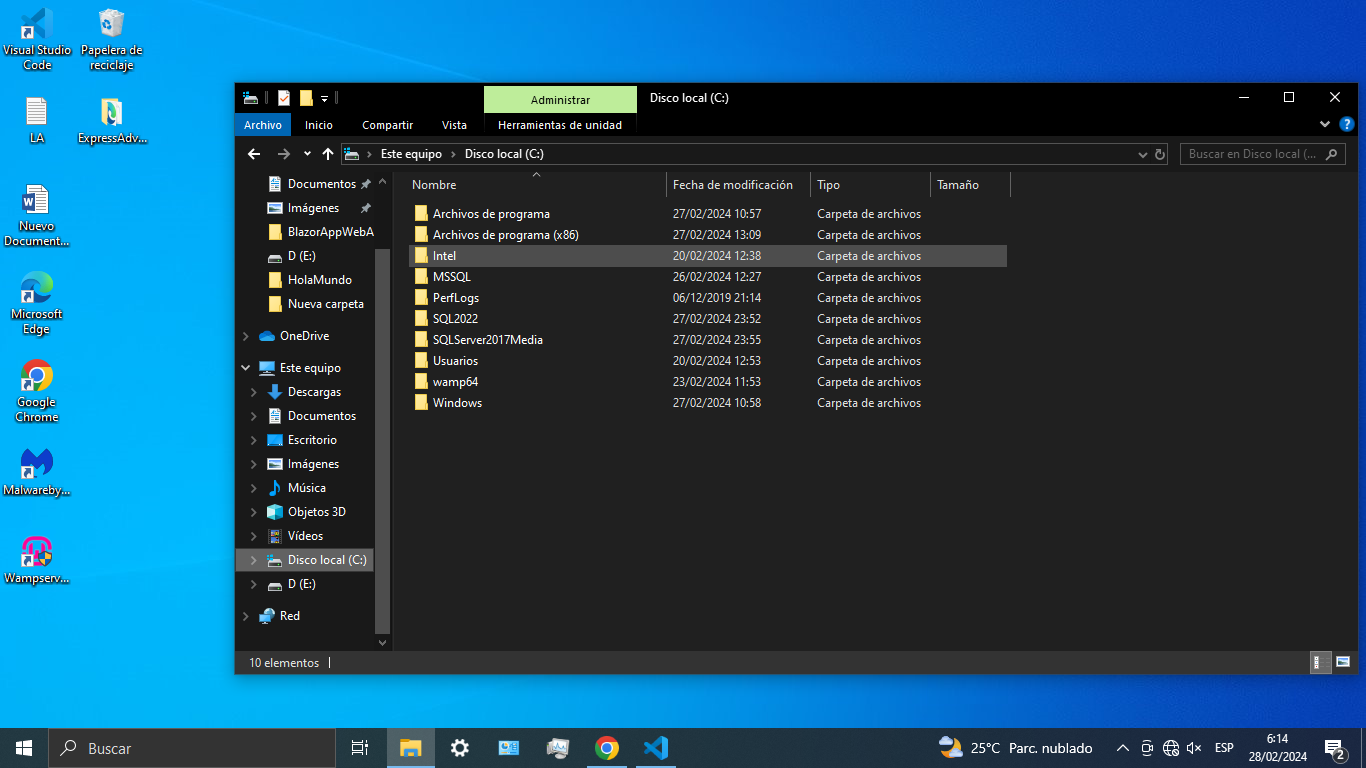 Visual Studio Code
Papelera de reciclaje
LA
ExpressAdv...
Nuevo Document...
Microsoft Edge
Google Chrome
Malwareby...
Wampserv...
Administrar
Disco local (C:)
Archivo Inicio Compartir Vista Herramientas de unidad
Este equipo Disco local (C:)
Buscar en Disco local (...
Documentos
Imágenes
BlazorAppWebA
D (E:)
HolaMundo
Nueva carpeta
OneDrive
Este equipo
Descargas
Documentos
Escritorio
Imágenes
Música
Objetos 3D
Vídeos
Disco local (C:)
D (E:)
Red
Nombre Fecha de modificación Tipo Tamaño
Archivos de programa 27/02/2024 10:57 Carpeta de archivos
Archivos de programa (x86) 27/02/2024 13:09 Carpeta de archivos
Intel 20/02/2024 12:38 Carpeta de archivos
MSSQL 26/02/2024 12:27 Carpeta de archivos
PerfLogs 06/12/2019 21:14 Carpeta de archivos
SQL2022 27/02/2024 23:52 Carpeta de archivos
SQLServer2017Media 27/02/2024 23:55 Carpeta de archivos
Usuarios 20/02/2024 12:53 Carpeta de archivos
wamp64 23/02/2024 11:53 Carpeta de archivos
Windows 27/02/2024 10:58 Carpeta de archivos
10 elementos
Buscar
25°C Parc. nublado
ESP
6:14
28/02/2024
2